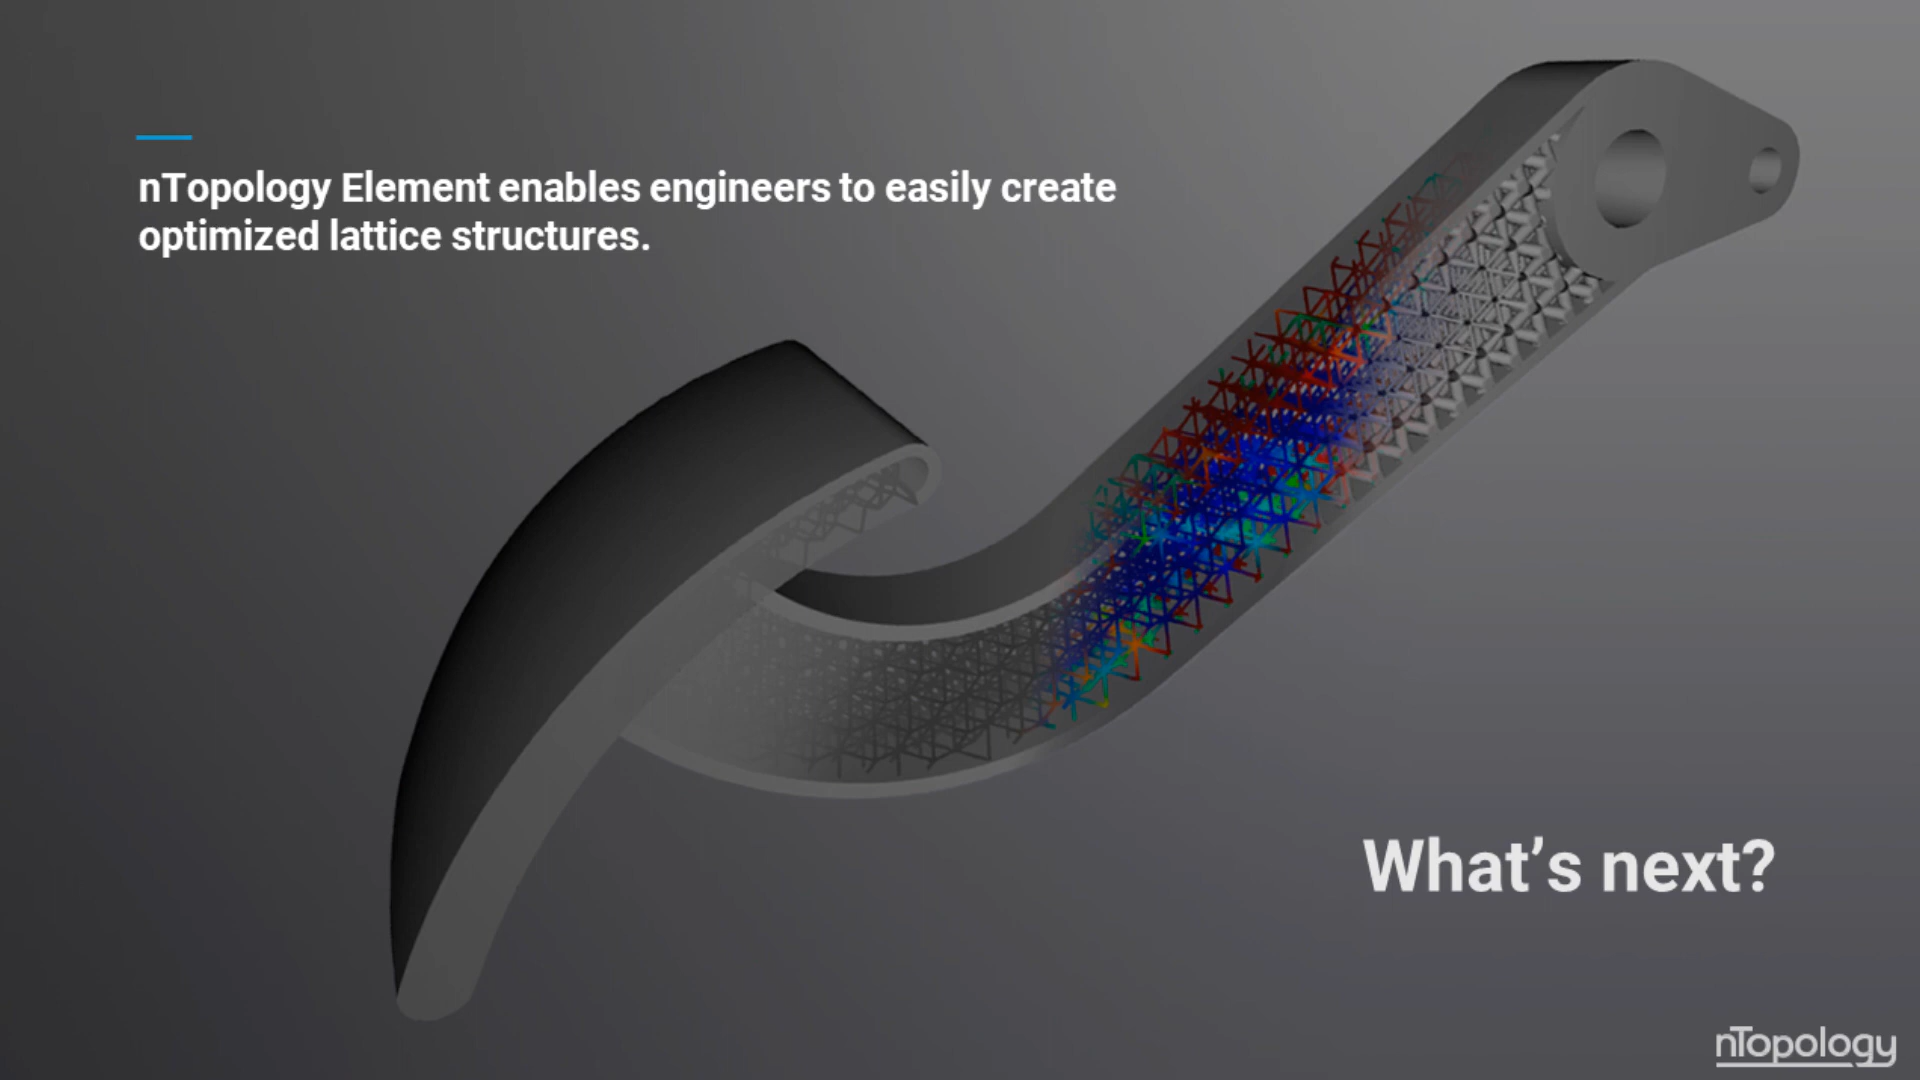 nTopology Element enables engineers to easily create
optimized lattice structures.
What’s next?
nTopology